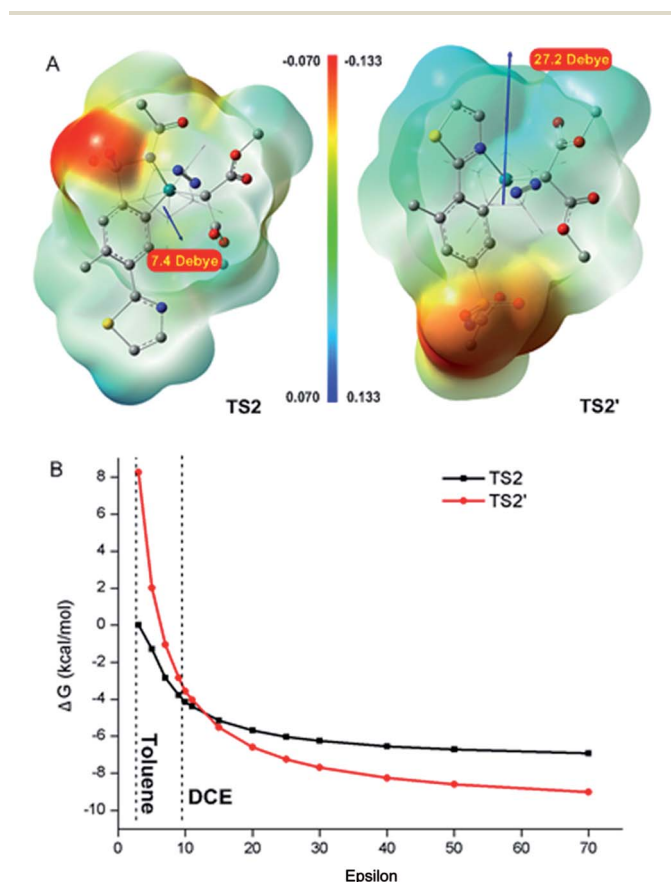 A
-0.070 -0.133
27.2 Debye
7.4 Debye
0.070 0.133
TS2
TS2'
B
TS2
TS2'
8
6
4
2
0
-2
-4
-6
-8
-10
ΔG (kcal/mol)
Toluene
DCE
0 10 20 30 40 50 60 70
Epsilon